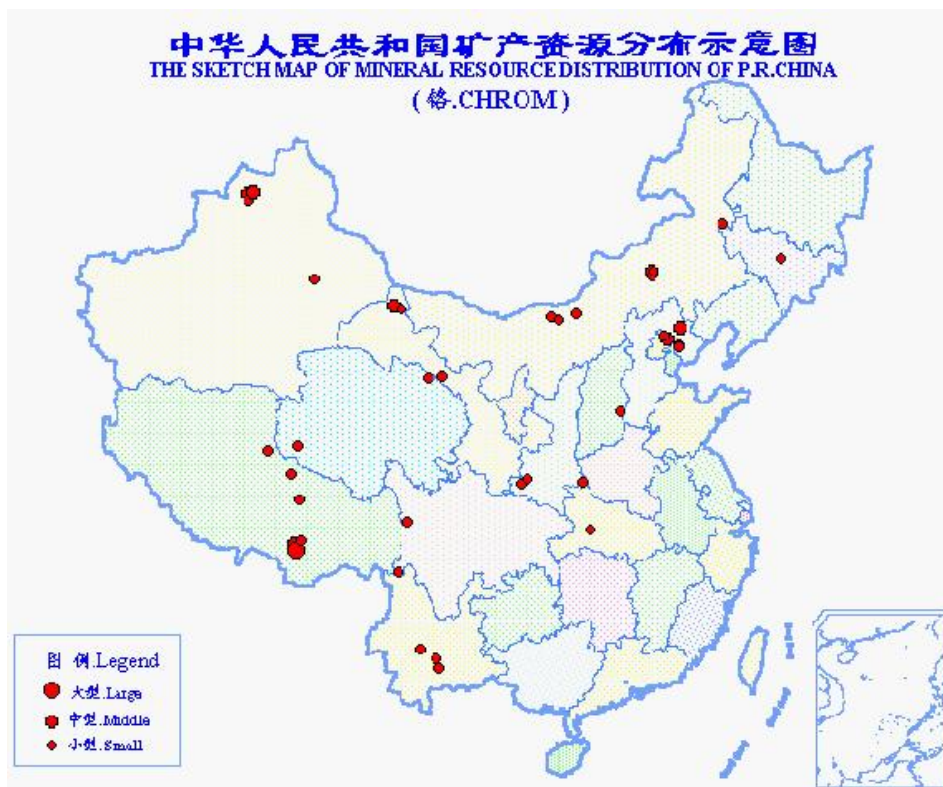 中华人民共和国矿产资源分布示意图
THE SKETCH MAP OF MINERAL RESOURCE DISTRIBUTION OF P.R.CHINA
(铬.CHROM)
图 例.Legend
大型.Large
中型.Middle
小型.Small